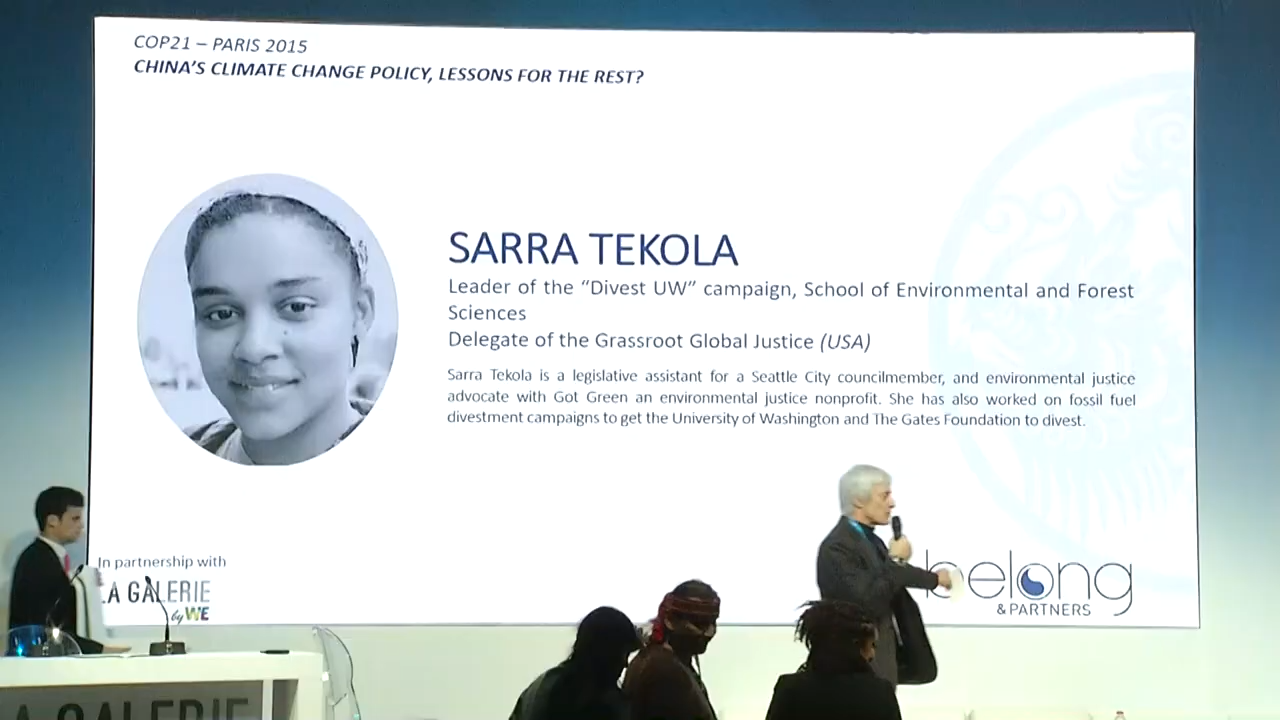 COP21 – PARIS 2015
CHINA'S CLIMATE CHANGE POLICY, LESSONS FOR THE REST?
SARRA TEKOLA
Leader of the “Divest UW” campaign, School of Environmental and Forest
Sciences
Delegate of the Grassroot Global Justice (USA)
Sarra Tekola is a legislative assistant for a Seattle City councilmember, and environmental justice
advocate with Got Green an environmental justice nonprofit. She has also worked on fossil fuel
divestment campaigns to get the University of Washington and The Gates Foundation to divest.
In partnership with
LA GALERIE
by WE
belong
& PARTNERS
LA GALERIE